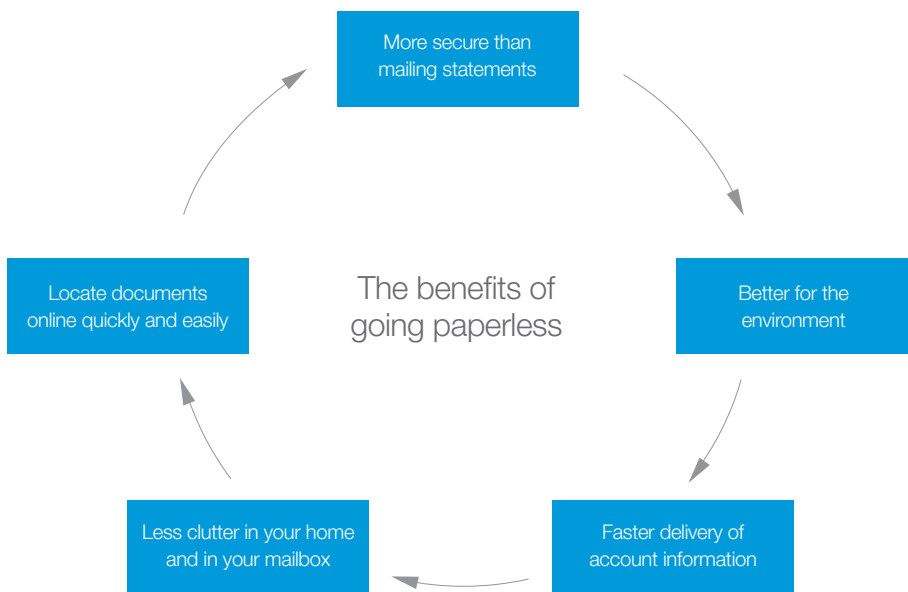 More secure than
mailing statements
Better for the
environment
Faster delivery of
account information
Less clutter in your home
and in your mailbox
Locate documents
online quickly and easily
The benefits of
going paperless